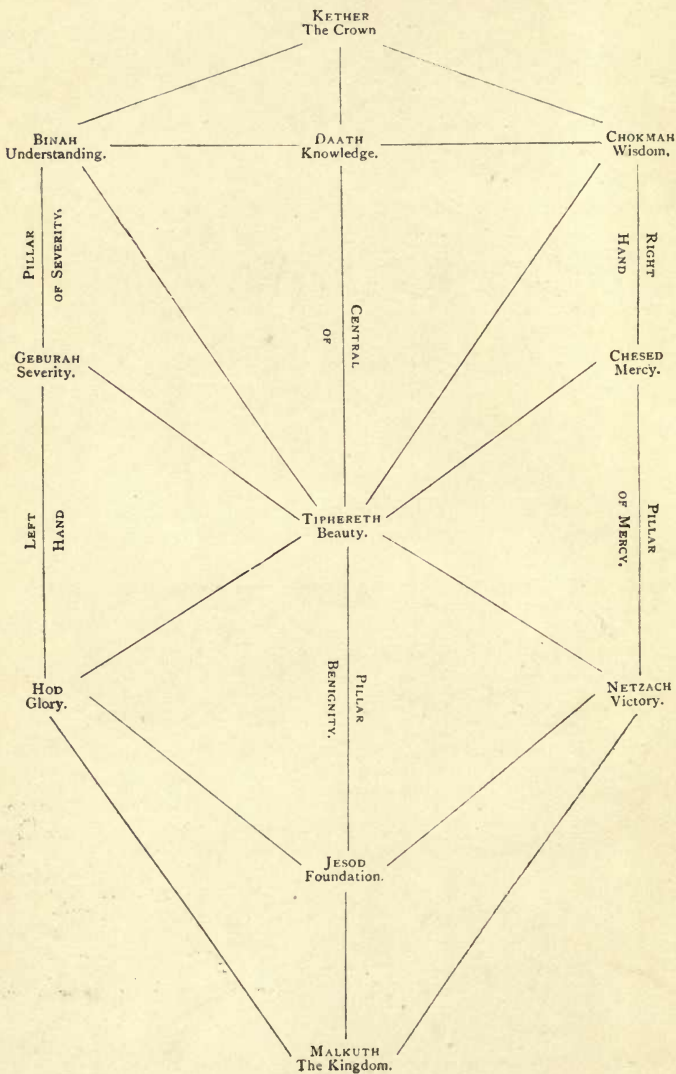 KETHER
The Crown
BINAH
Understanding.
DAATH
Knowledge.
CHOKMAH
Wisdom,
PILLAR
OF SEVERITY.
CENTRAL
OF
RIGHT
HAND
GEBURAH
Severity.
CHESED
Mercy.
LEFT
HAND
TIPHERETH
Beauty.
PILLAR
OF MERCY.
HOD
Glory.
PILLAR
BENIGNITY.
NETZACH
Victory.
JESOD
Foundation.
MALKUTH
The Kingdom.